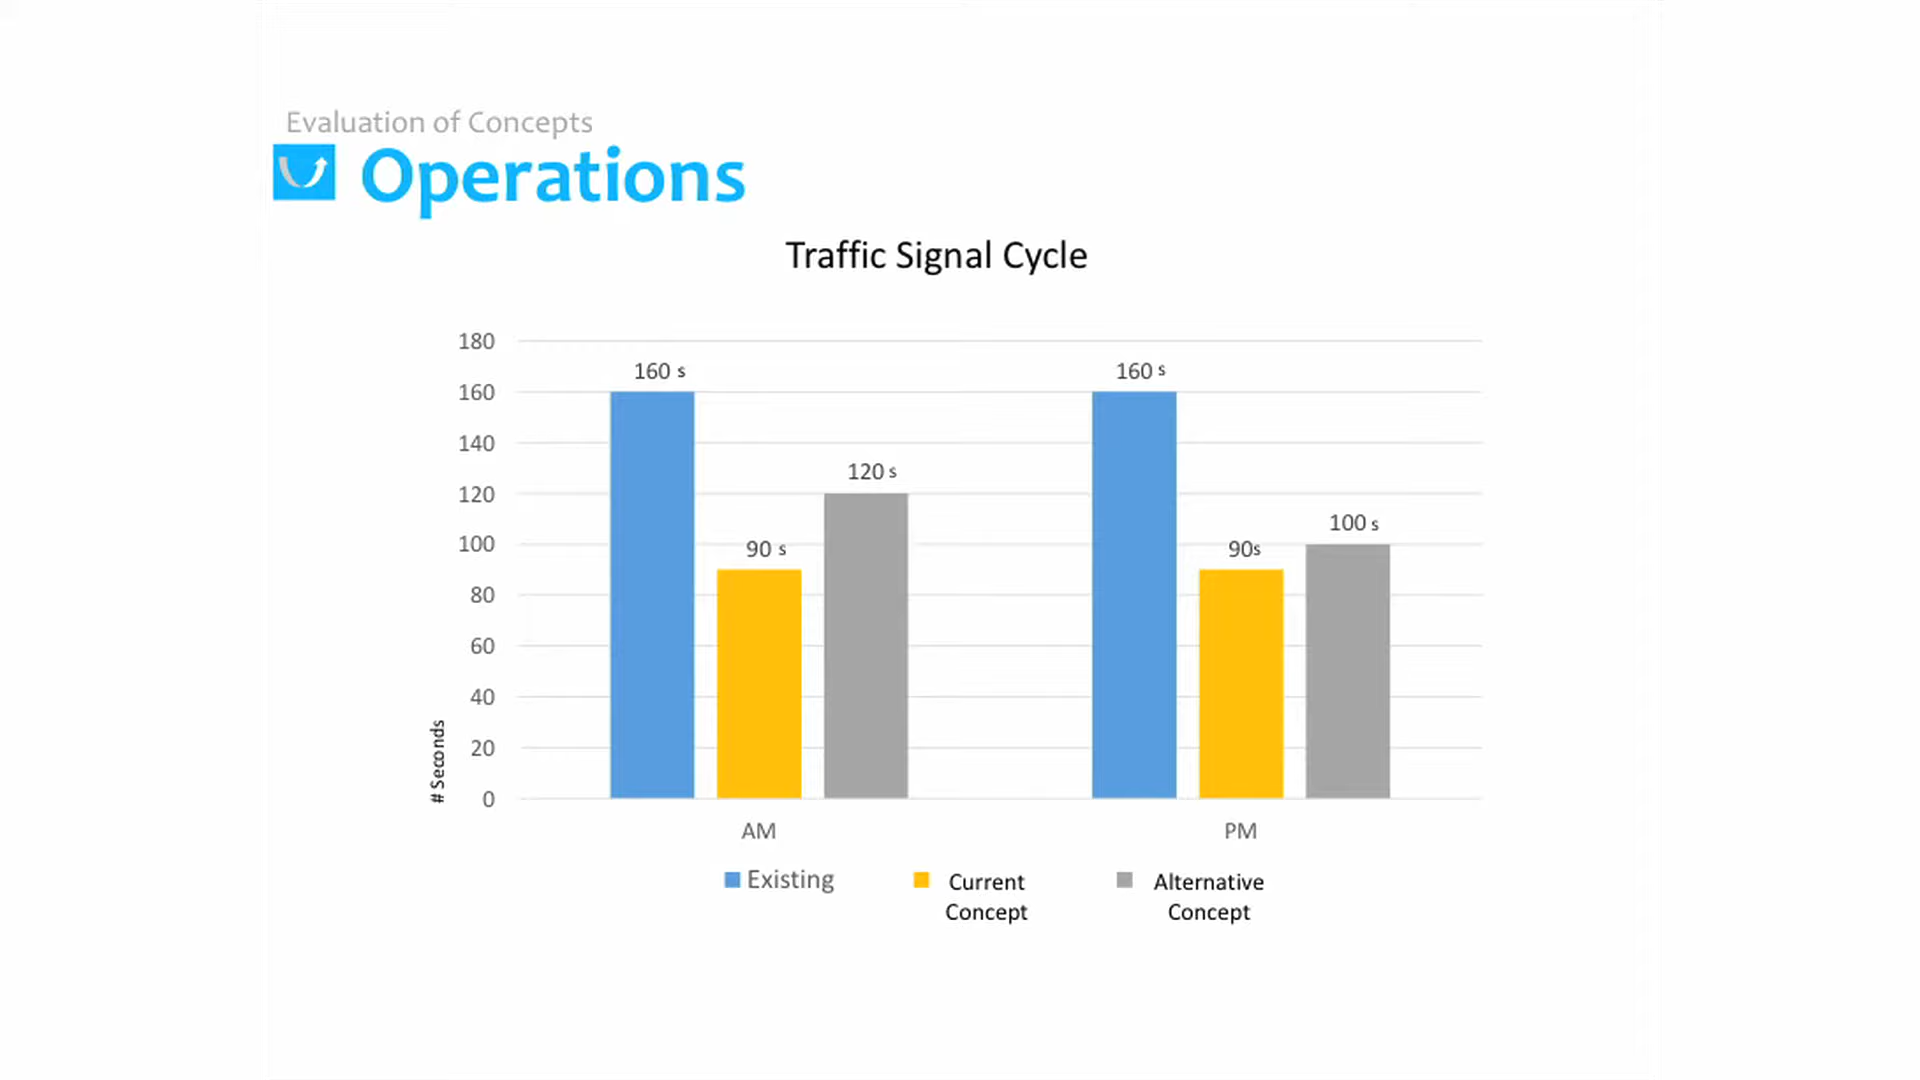 Evaluation of Concepts
Operations
Traffic Signal Cycle
180
160
140
120
100
80
60
40
20
0
# Seconds
160 s
90 s
120 s
160 s
90s
100 s
AM
PM
Existing
Current
Concept
Alternative
Concept